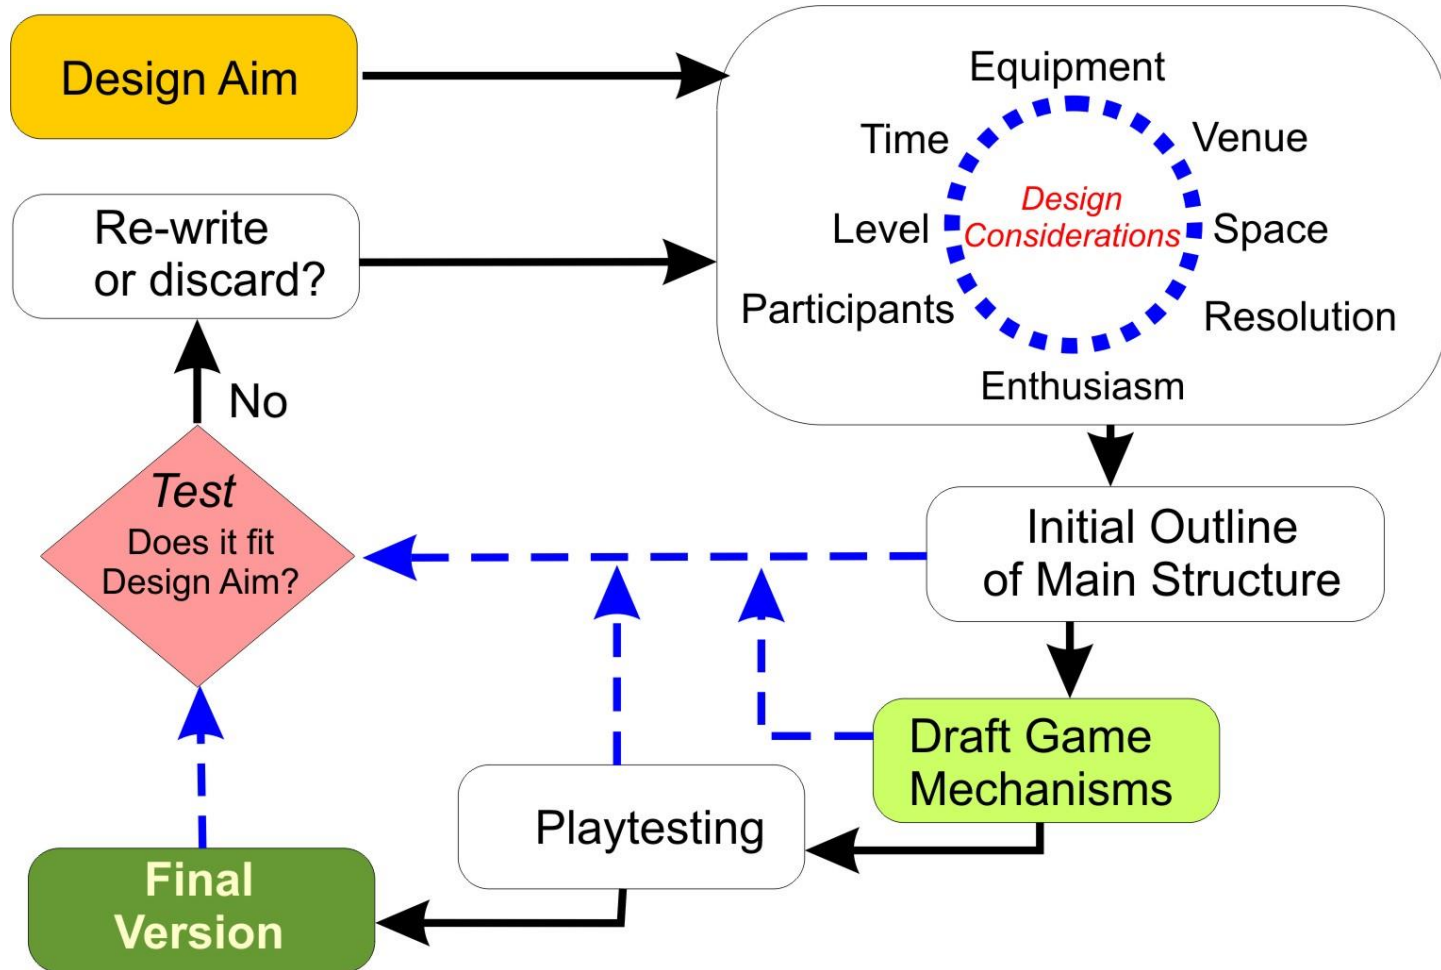 Design Aim
Equipment
Time
Venue
Design
Considerations
Level
Space
Participants
Resolution
Enthusiasm
Re-write
or discard?
No
Test
Does it fit
Design Aim?
Initial Outline
of Main Structure
Draft Game
Mechanisms
Playtesting
Final
Version